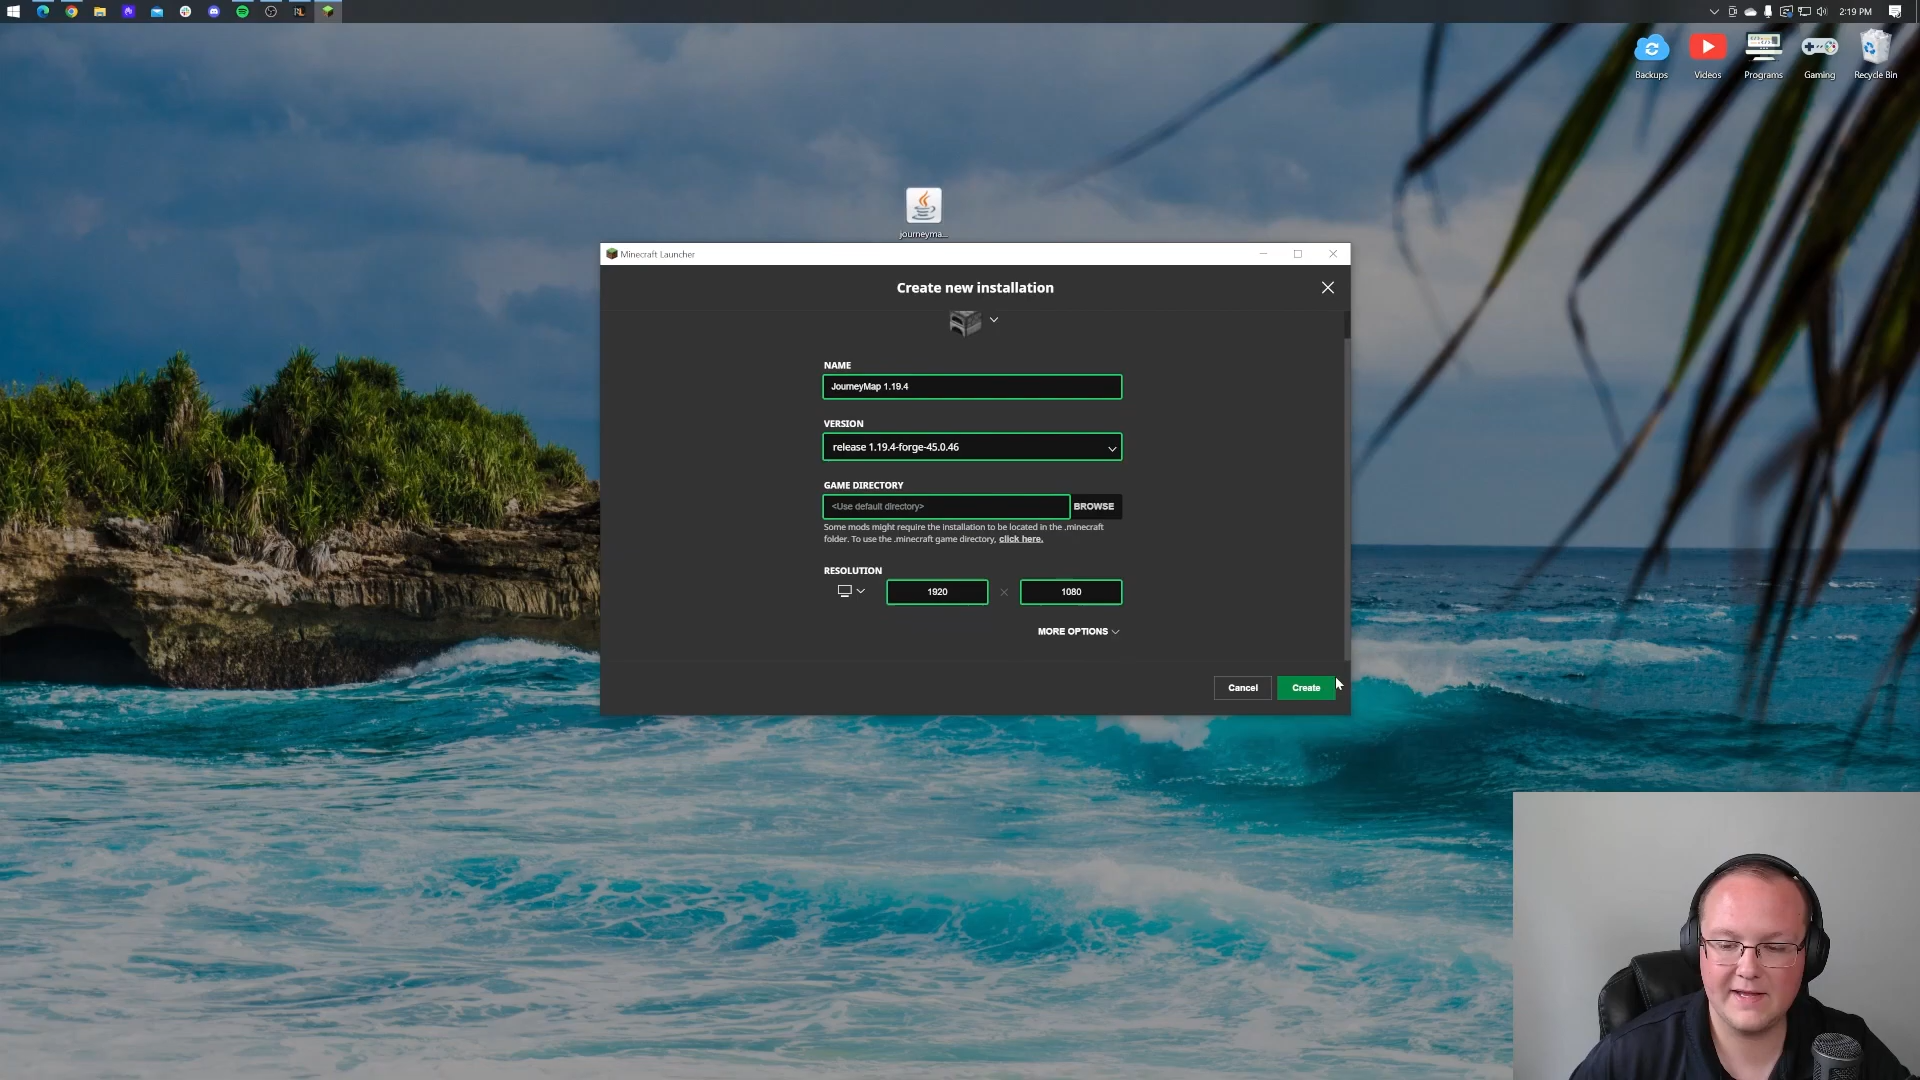 2:19 PM
Backups
Videos
Programs
Gaming
Recycle Bin
journeyma...
Minecraft Launcher
Create new installation
NAME
JourneyMap 1.19.4
VERSION
release 1.19.4-forge-45.0.46
GAME DIRECTORY
<Use default directory>
BROWSE
Some mods might require the installation to be located in the .minecraft
folder. To use the .minecraft game directory, click here.
RESOLUTION
1920
1080
MORE OPTIONS
Cancel
Create